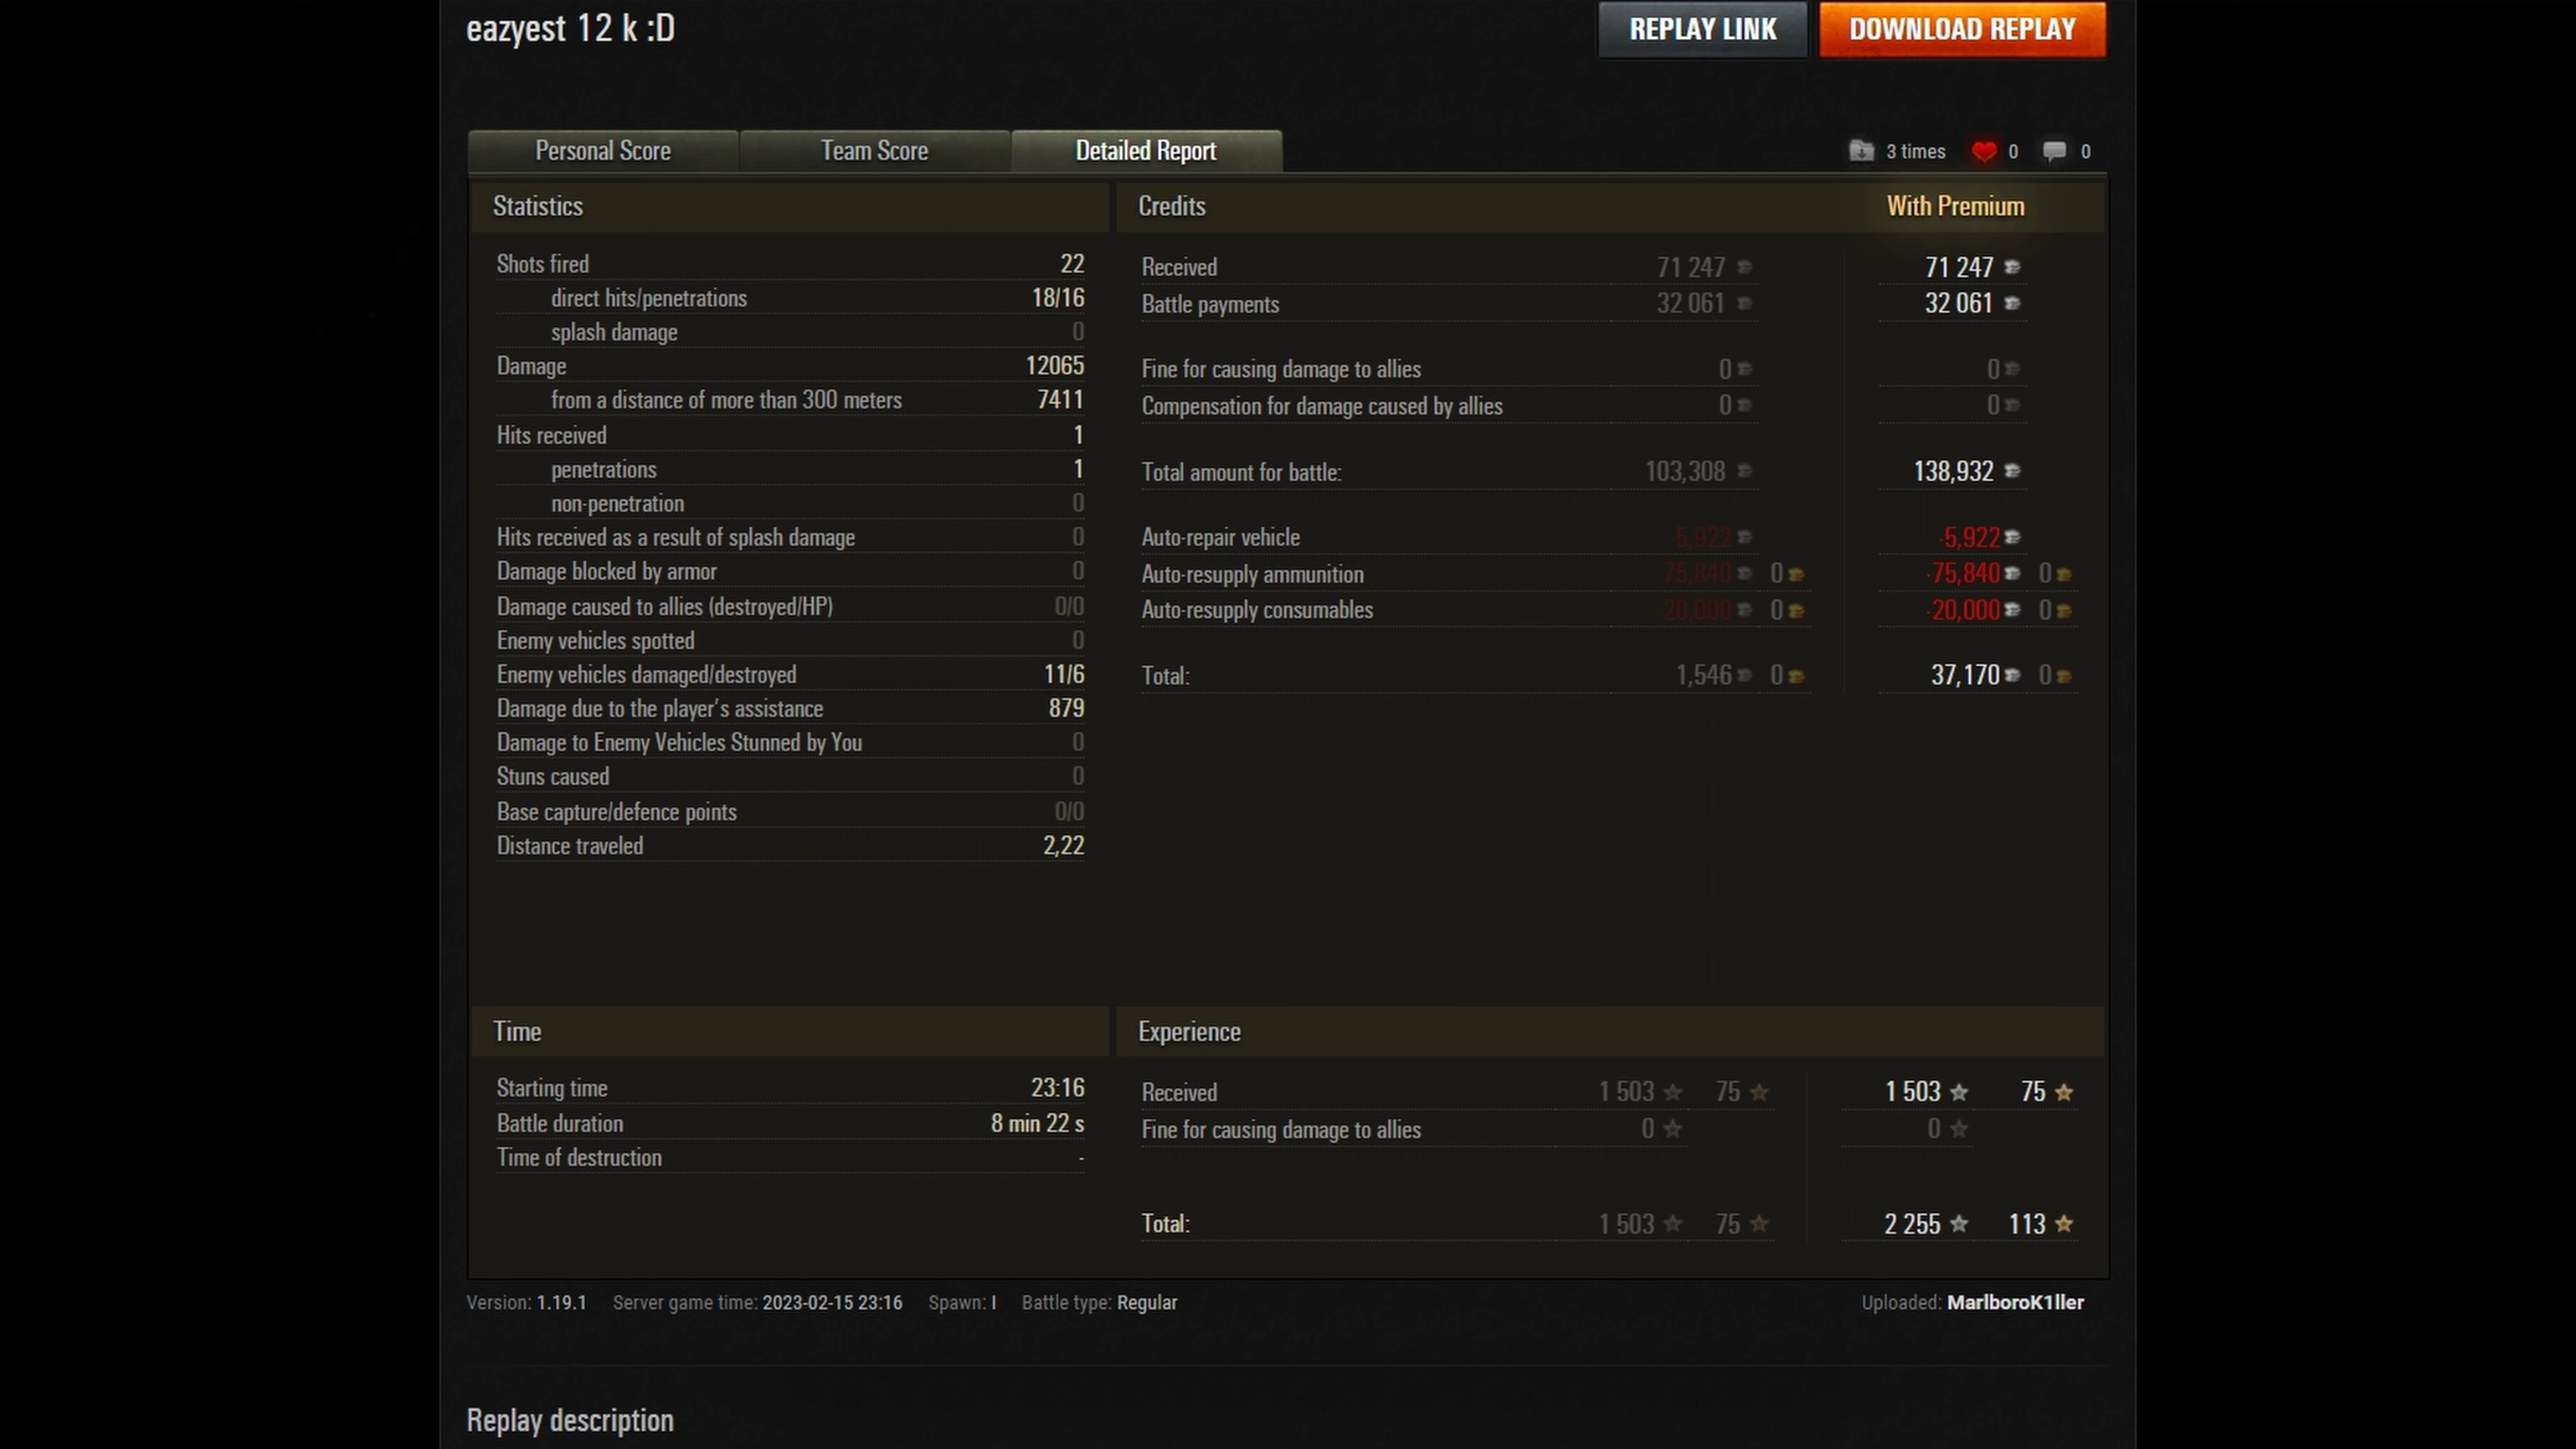 eazyest 12 k :D
REPLAY LINK
DOWNLOAD REPLAY
Personal Score
Team Score
Detailed Report
3 times
0
0
Statistics
Shots fired 22
direct hits/penetrations 18/16
splash damage 0
Damage 12065
from a distance of more than 300 meters 7411
Hits received 1
penetrations 1
non-penetration 0
Hits received as a result of splash damage 0
Damage blocked by armor 0
Damage caused to allies (destroyed/HP) 0/0
Enemy vehicles spotted 0
Enemy vehicles damaged/destroyed 11/6
Damage due to the player's assistance 879
Damage to Enemy Vehicles Stunned by You 0
Stuns caused 0
Base capture/defence points 0/0
Distance traveled 2,22
Credits With Premium
Received 71 247 71 247
Battle payments 32 061 32 061
Fine for causing damage to allies 0 0
Compensation for damage caused by allies 0 0
Total amount for battle: 103,308 138,932
Auto-repair vehicle -5,922 -5,922
Auto-resupply ammunition -75,840 0 -75,840 0
Auto-resupply consumables -20,000 0 -20,000 0
Total: 1,546 0 37,170 0
Time
Starting time 23:16
Battle duration 8 min 22 s
Time of destruction -
Experience
Received 1 503 75 1 503 75
Fine for causing damage to allies 0 0
Total: 1 503 75 2 255 113
Version: 1.19.1 Server game time: 2023-02-15 23:16 Spawn: I Battle type: Regular Uploaded: MarlboroK1ller
Replay description